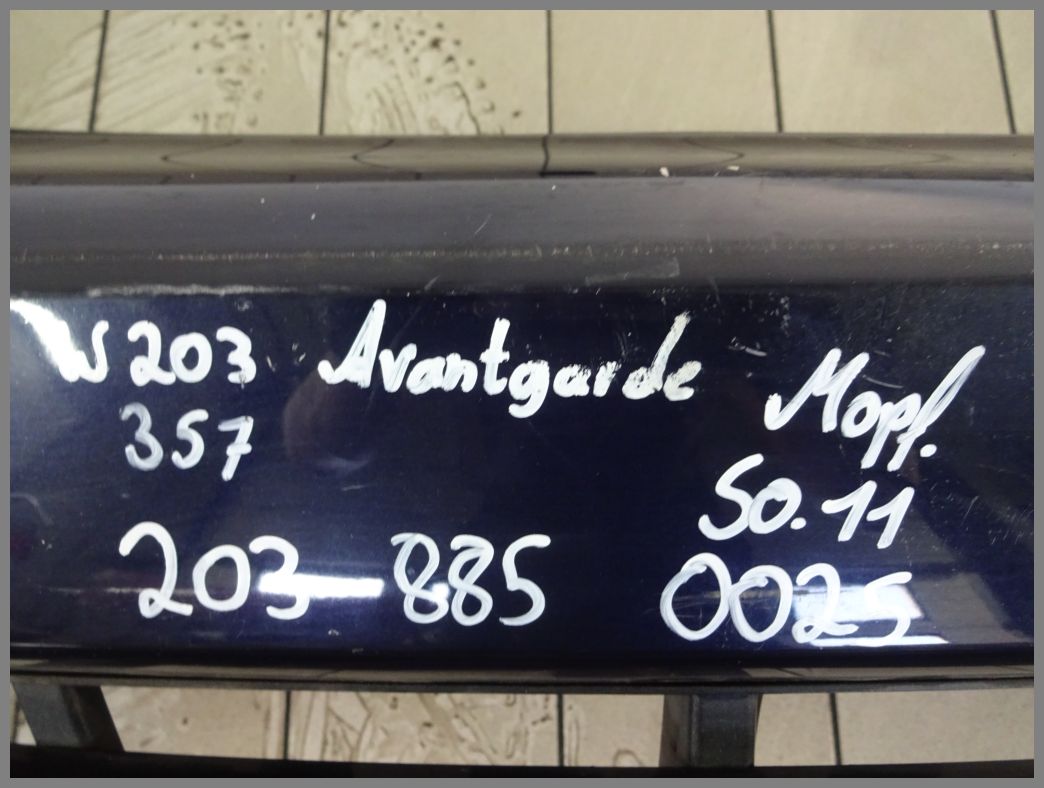 W203 Avantgarde Mopf.
357
SO.11
203 885 0025